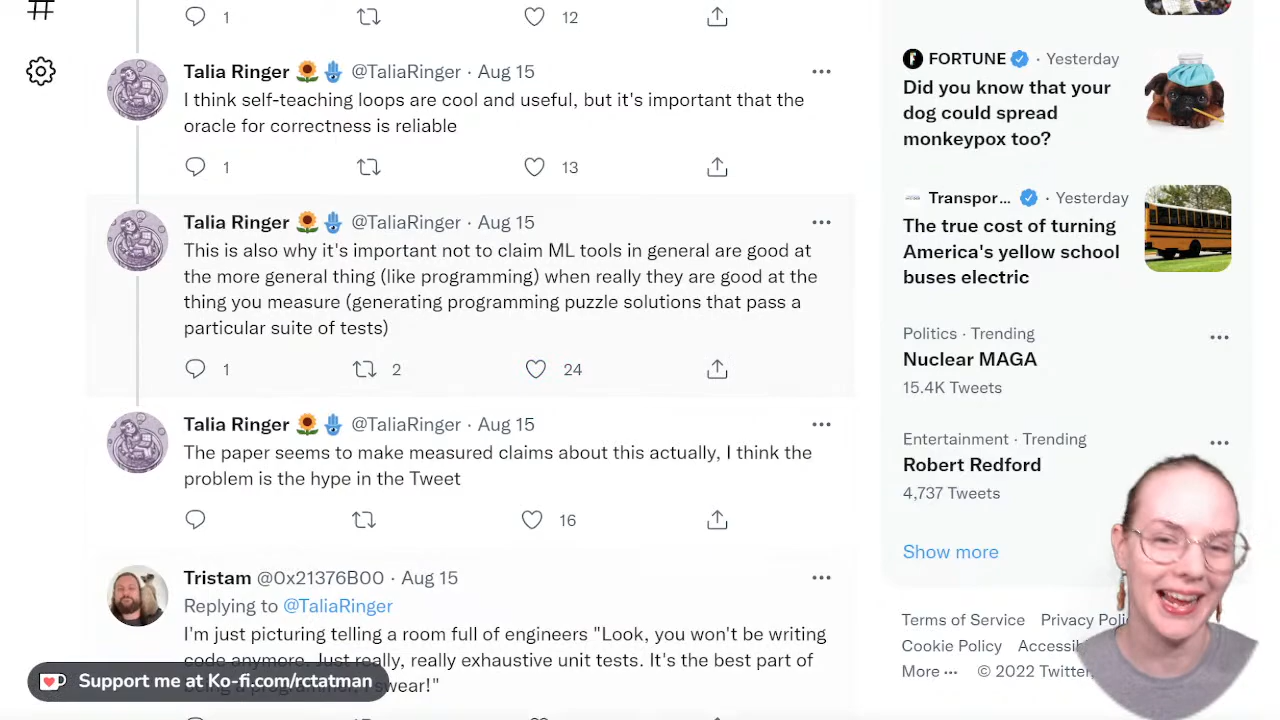 1
12
Talia Ringer 🌻🪬 @TaliaRinger · Aug 15
I think self-teaching loops are cool and useful, but it's important that the
oracle for correctness is reliable
1
13
Talia Ringer 🌻🪬 @TaliaRinger · Aug 15
This is also why it's important not to claim ML tools in general are good at
the more general thing (like programming) when really they are good at the
thing you measure (generating programming puzzle solutions that pass a
particular suite of tests)
1
2
24
Talia Ringer 🌻🪬 @TaliaRinger · Aug 15
The paper seems to make measured claims about this actually, I think the
problem is the hype in the Tweet
16
Tristam @0x21376B00 · Aug 15
Replying to @TaliaRinger
I'm just picturing telling a room full of engineers "Look, you won't be writing
code anymore. Just really, really exhaustive unit tests. It's the best part of
being a programmer, I swear!"
Support me at Ko-fi.com/rctatman
FORTUNE · Yesterday
Did you know that your
dog could spread
monkeypox too?
Transpor... · Yesterday
The true cost of turning
America's yellow school
buses electric
Politics · Trending
Nuclear MAGA
15.4K Tweets
Entertainment · Trending
Robert Redford
4,737 Tweets
Show more
Terms of Service Privacy Poli
Cookie Policy Accessibi
More ··· © 2022 Twitter,